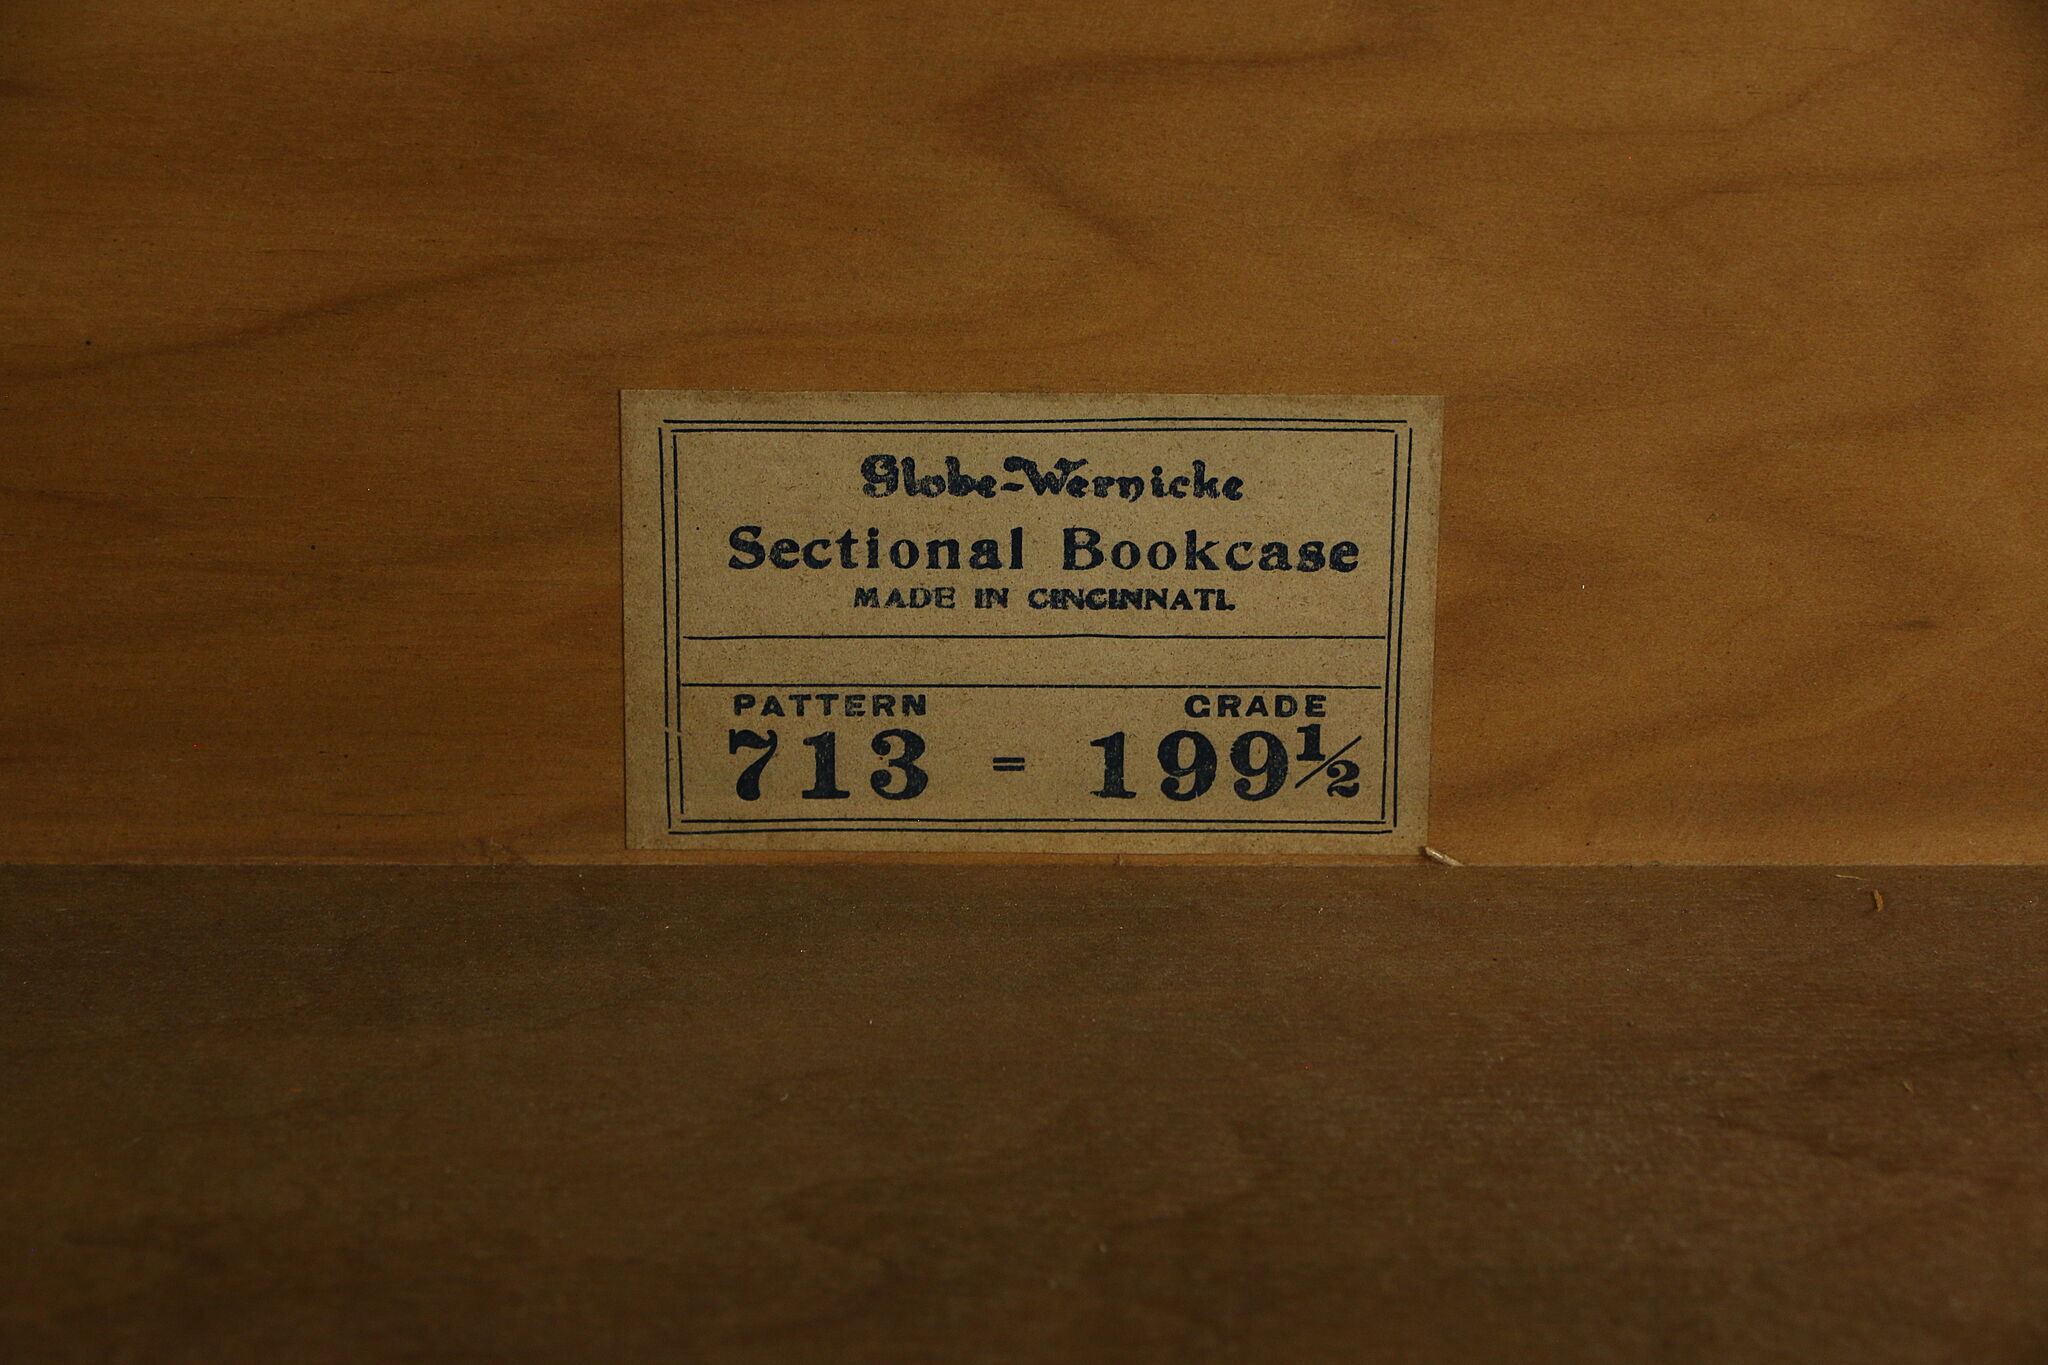 Globe-Wernicke
Sectional Bookcase
MADE IN CINCINNATI.
PATTERN GRADE
713 = 199½